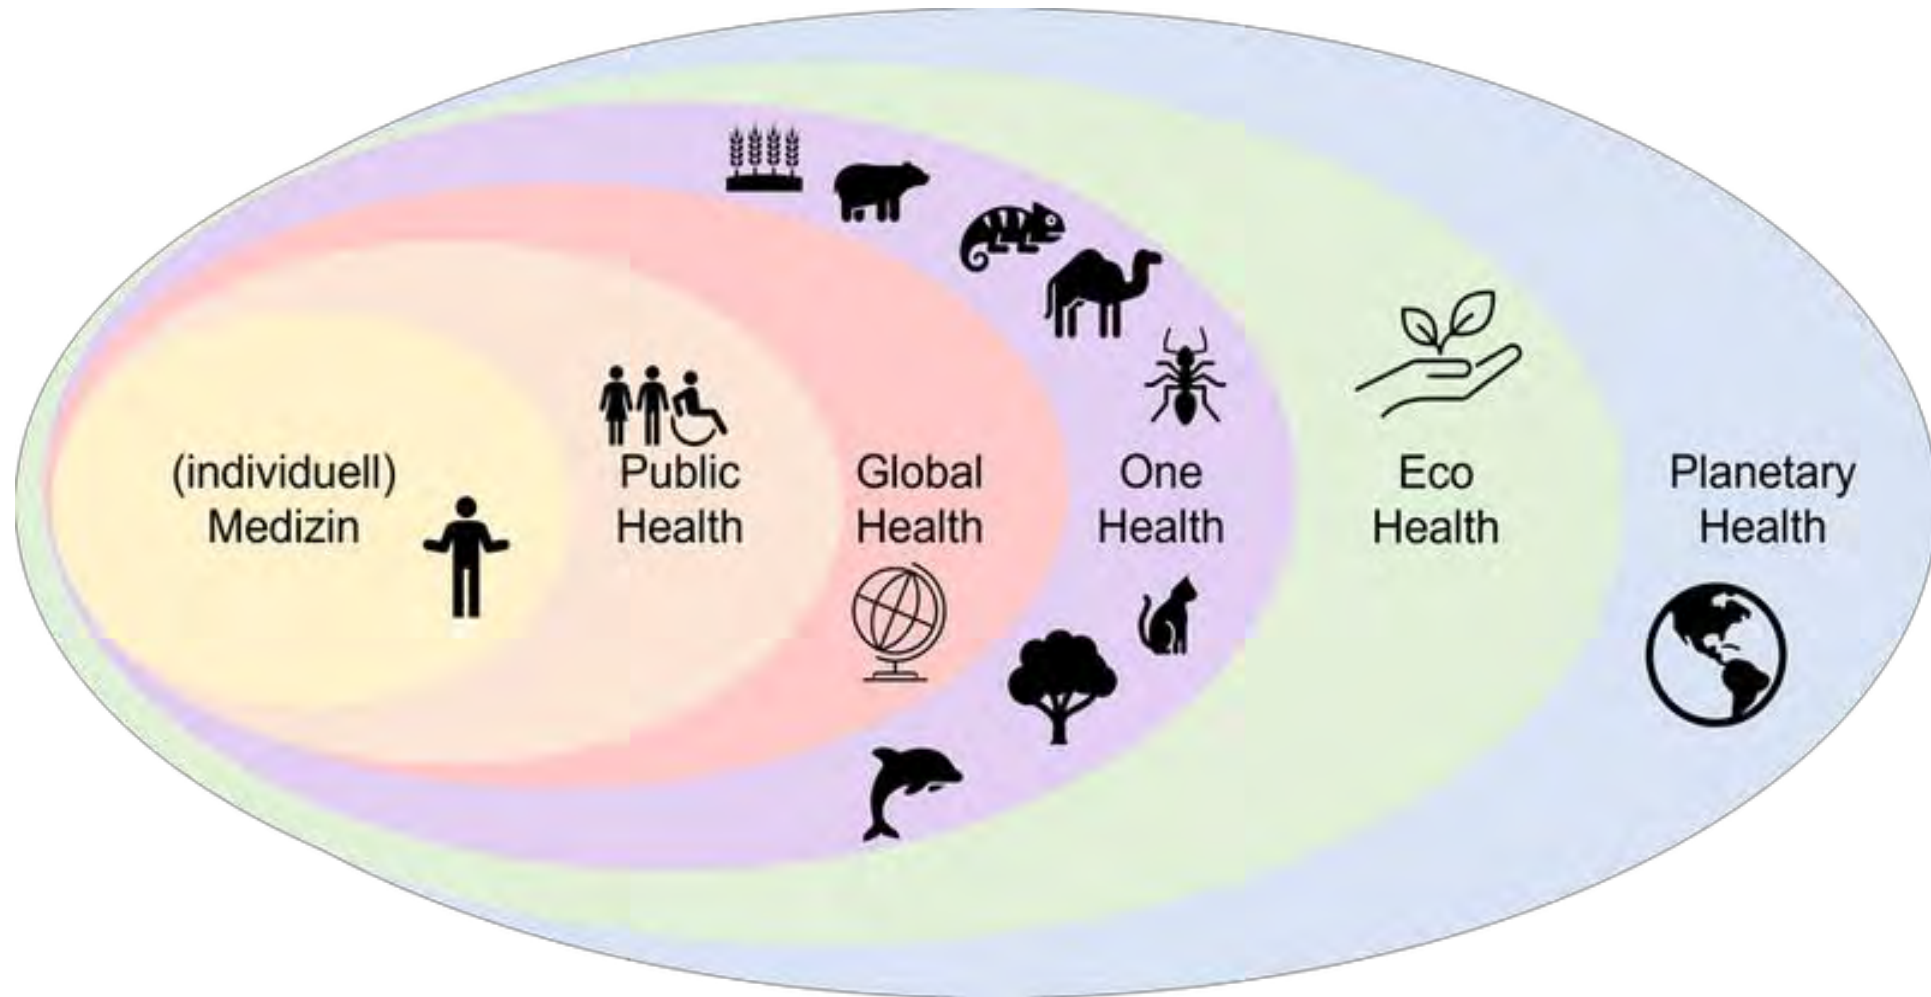 (individuell)
Medizin
Public
Health
Global
Health
One
Health
Eco
Health
Planetary
Health